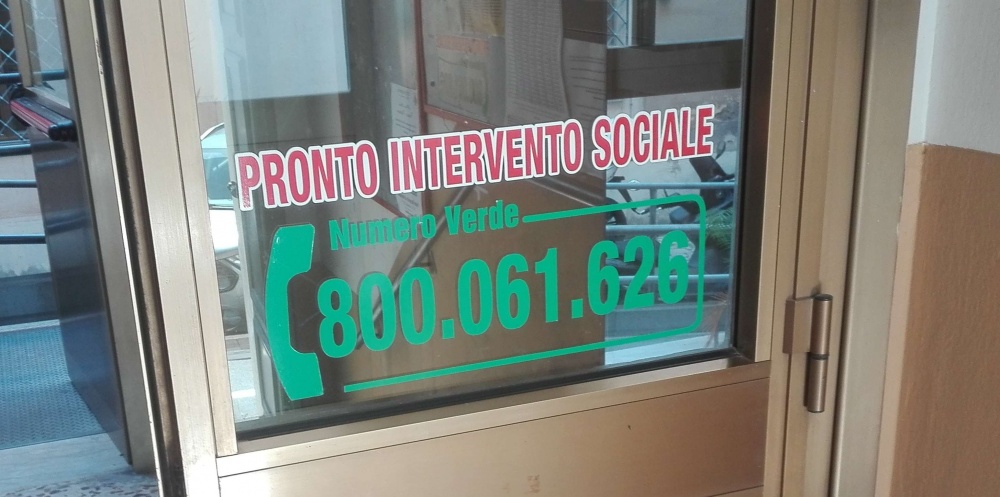 PRONTO INTERVENTO SOCIALE
Numero Verde
800.061.626